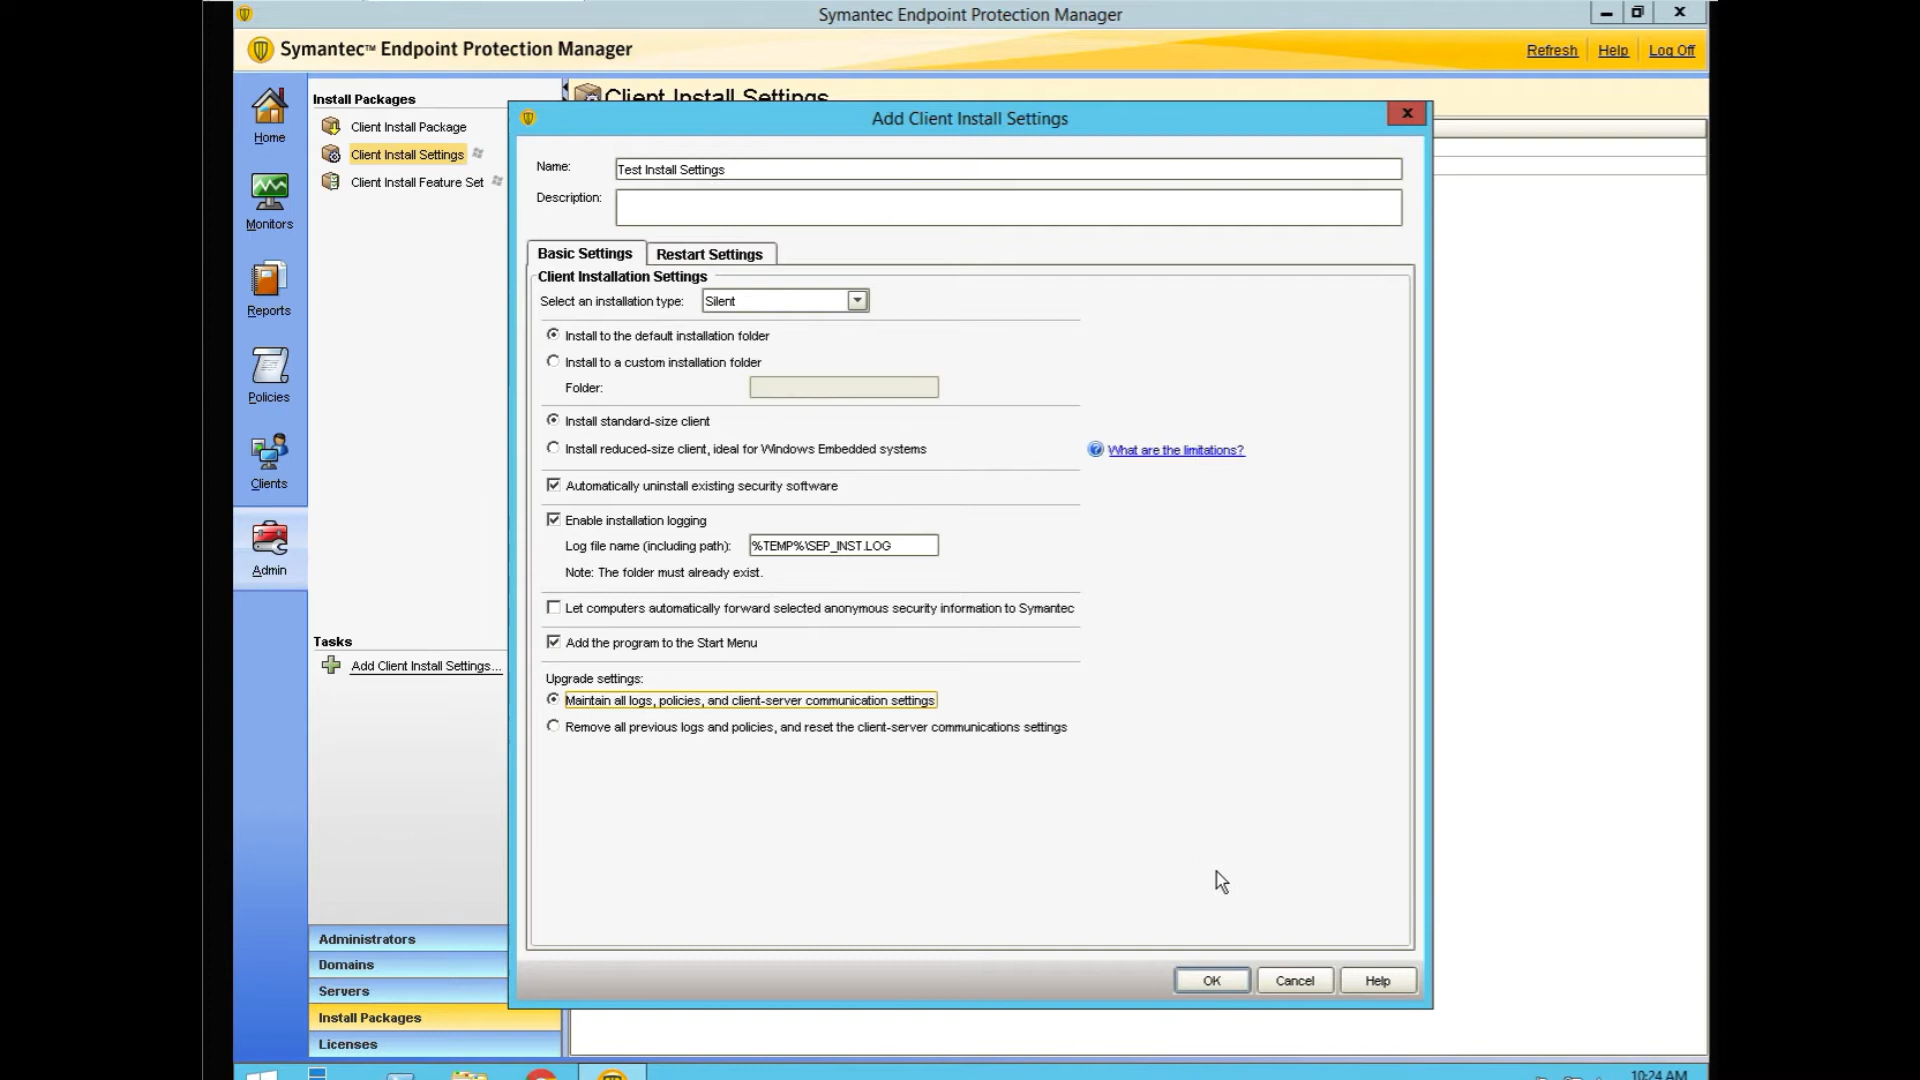 Symantec Endpoint Protection Manager
Symantec™ Endpoint Protection Manager
Refresh
Help
Log Off
Home
Monitors
Reports
Policies
Clients
Admin
Install Packages
Client Install Package
Client Install Settings
Client Install Feature Set
Tasks
Add Client Install Settings...
Administrators
Domains
Servers
Install Packages
Licenses
Client Install Settings
Add Client Install Settings
Name:
Test Install Settings
Description:
Basic Settings
Restart Settings
Client Installation Settings
Select an installation type:
Silent
Install to the default installation folder
Install to a custom installation folder
Folder:
Install standard-size client
Install reduced-size client, ideal for Windows Embedded systems
What are the limitations?
Automatically uninstall existing security software
Enable installation logging
Log file name (including path):
%TEMP%\SEP_INST.LOG
Note: The folder must already exist.
Let computers automatically forward selected anonymous security information to Symantec
Add the program to the Start Menu
Upgrade settings:
Maintain all logs, policies, and client-server communication settings
Remove all previous logs and policies, and reset the client-server communications settings
OK
Cancel
Help
10:24 AM